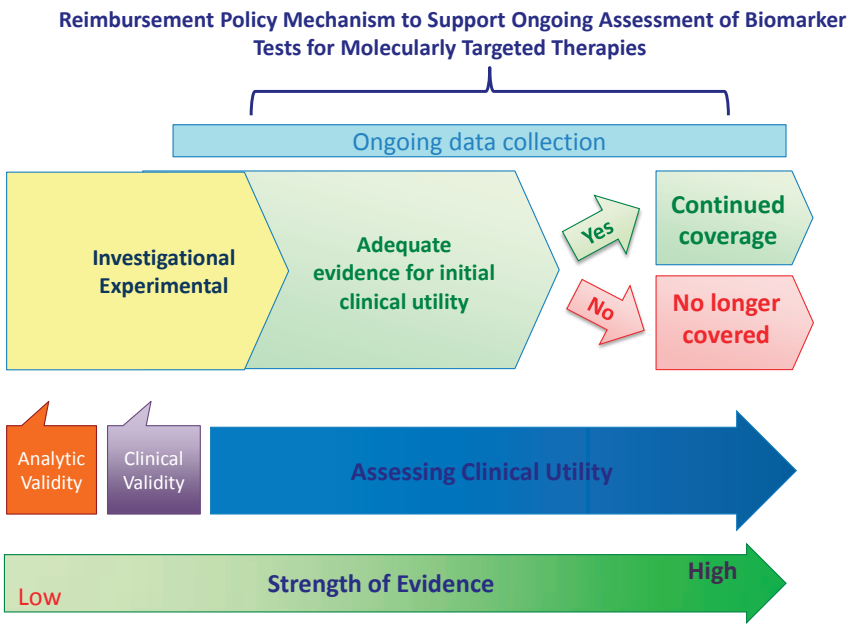 Reimbursement Policy Mechanism to Support Ongoing Assessment of Biomarker
Tests for Molecularly Targeted Therapies
Ongoing data collection
Investigational
Experimental
Adequate
evidence for initial
clinical utility
Yes
No
Continued
coverage
No longer
covered
Analytic
Validity
Clinical
Validity
Assessing Clinical Utility
Low
Strength of Evidence
High